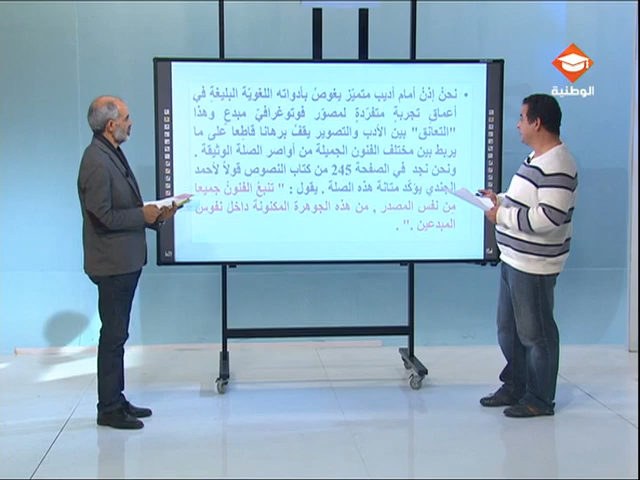 الوطنية
• نحنُ إذنْ أمام أديب متميّز يغوصُ بأدواته اللغويّة البليغة في
أعماقِ تجربةٍ متفرّدةٍ لمصوّر فوتوغرافيّ مبدع وهذا
"التعانق" بين الأدب والتصوير يقفُ برهانا قاطعا على ما
يربط بين مختلف الفنون الجميلة من أواصر الصلة الوثيقة .
ونحن نجد في الصفحة 245 من كتاب النصوص قولاً لأحمد
الجندي يؤكّد متانة هذه الصلة , يقول : " تنبعُ الفنونُ جميعا
مِن نفس المصدر , من هذه الجوهرة المكنونة داخل نفوس
المبدعين . " .